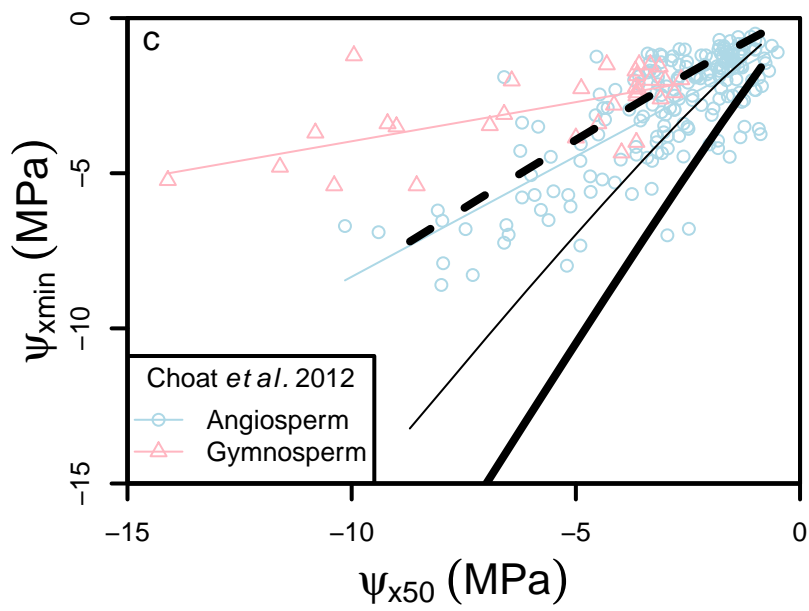 c
0
−5
−10
−15
ψxmin (MPa)
Choat et al. 2012
Angiosperm
Gymnosperm
−15
−10
−5
0
ψx50 (MPa)